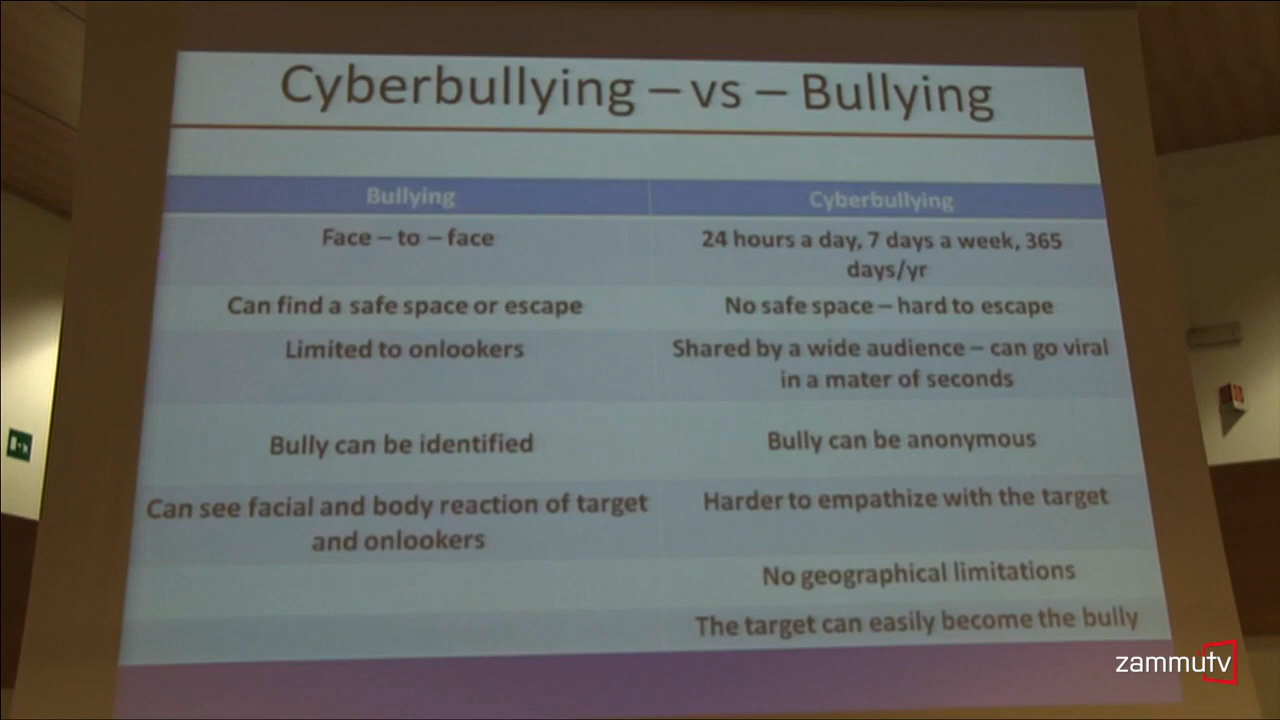 Cyberbullying – vs – Bullying
Bullying
Cyberbullying
Face – to – face
24 hours a day, 7 days a week, 365
days/yr
Can find a safe space or escape
No safe space – hard to escape
Limited to onlookers
Shared by a wide audience – can go viral
in a mater of seconds
Bully can be identified
Bully can be anonymous
Can see facial and body reaction of target
and onlookers
Harder to empathize with the target
No geographical limitations
The target can easily become the bully
zammutv